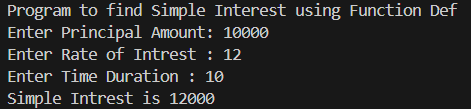 Program to find Simple Interest using Function Def
Enter Principal Amount: 10000
Enter Rate of Intrest : 12
Enter Time Duration : 10
Simple Intrest is 12000